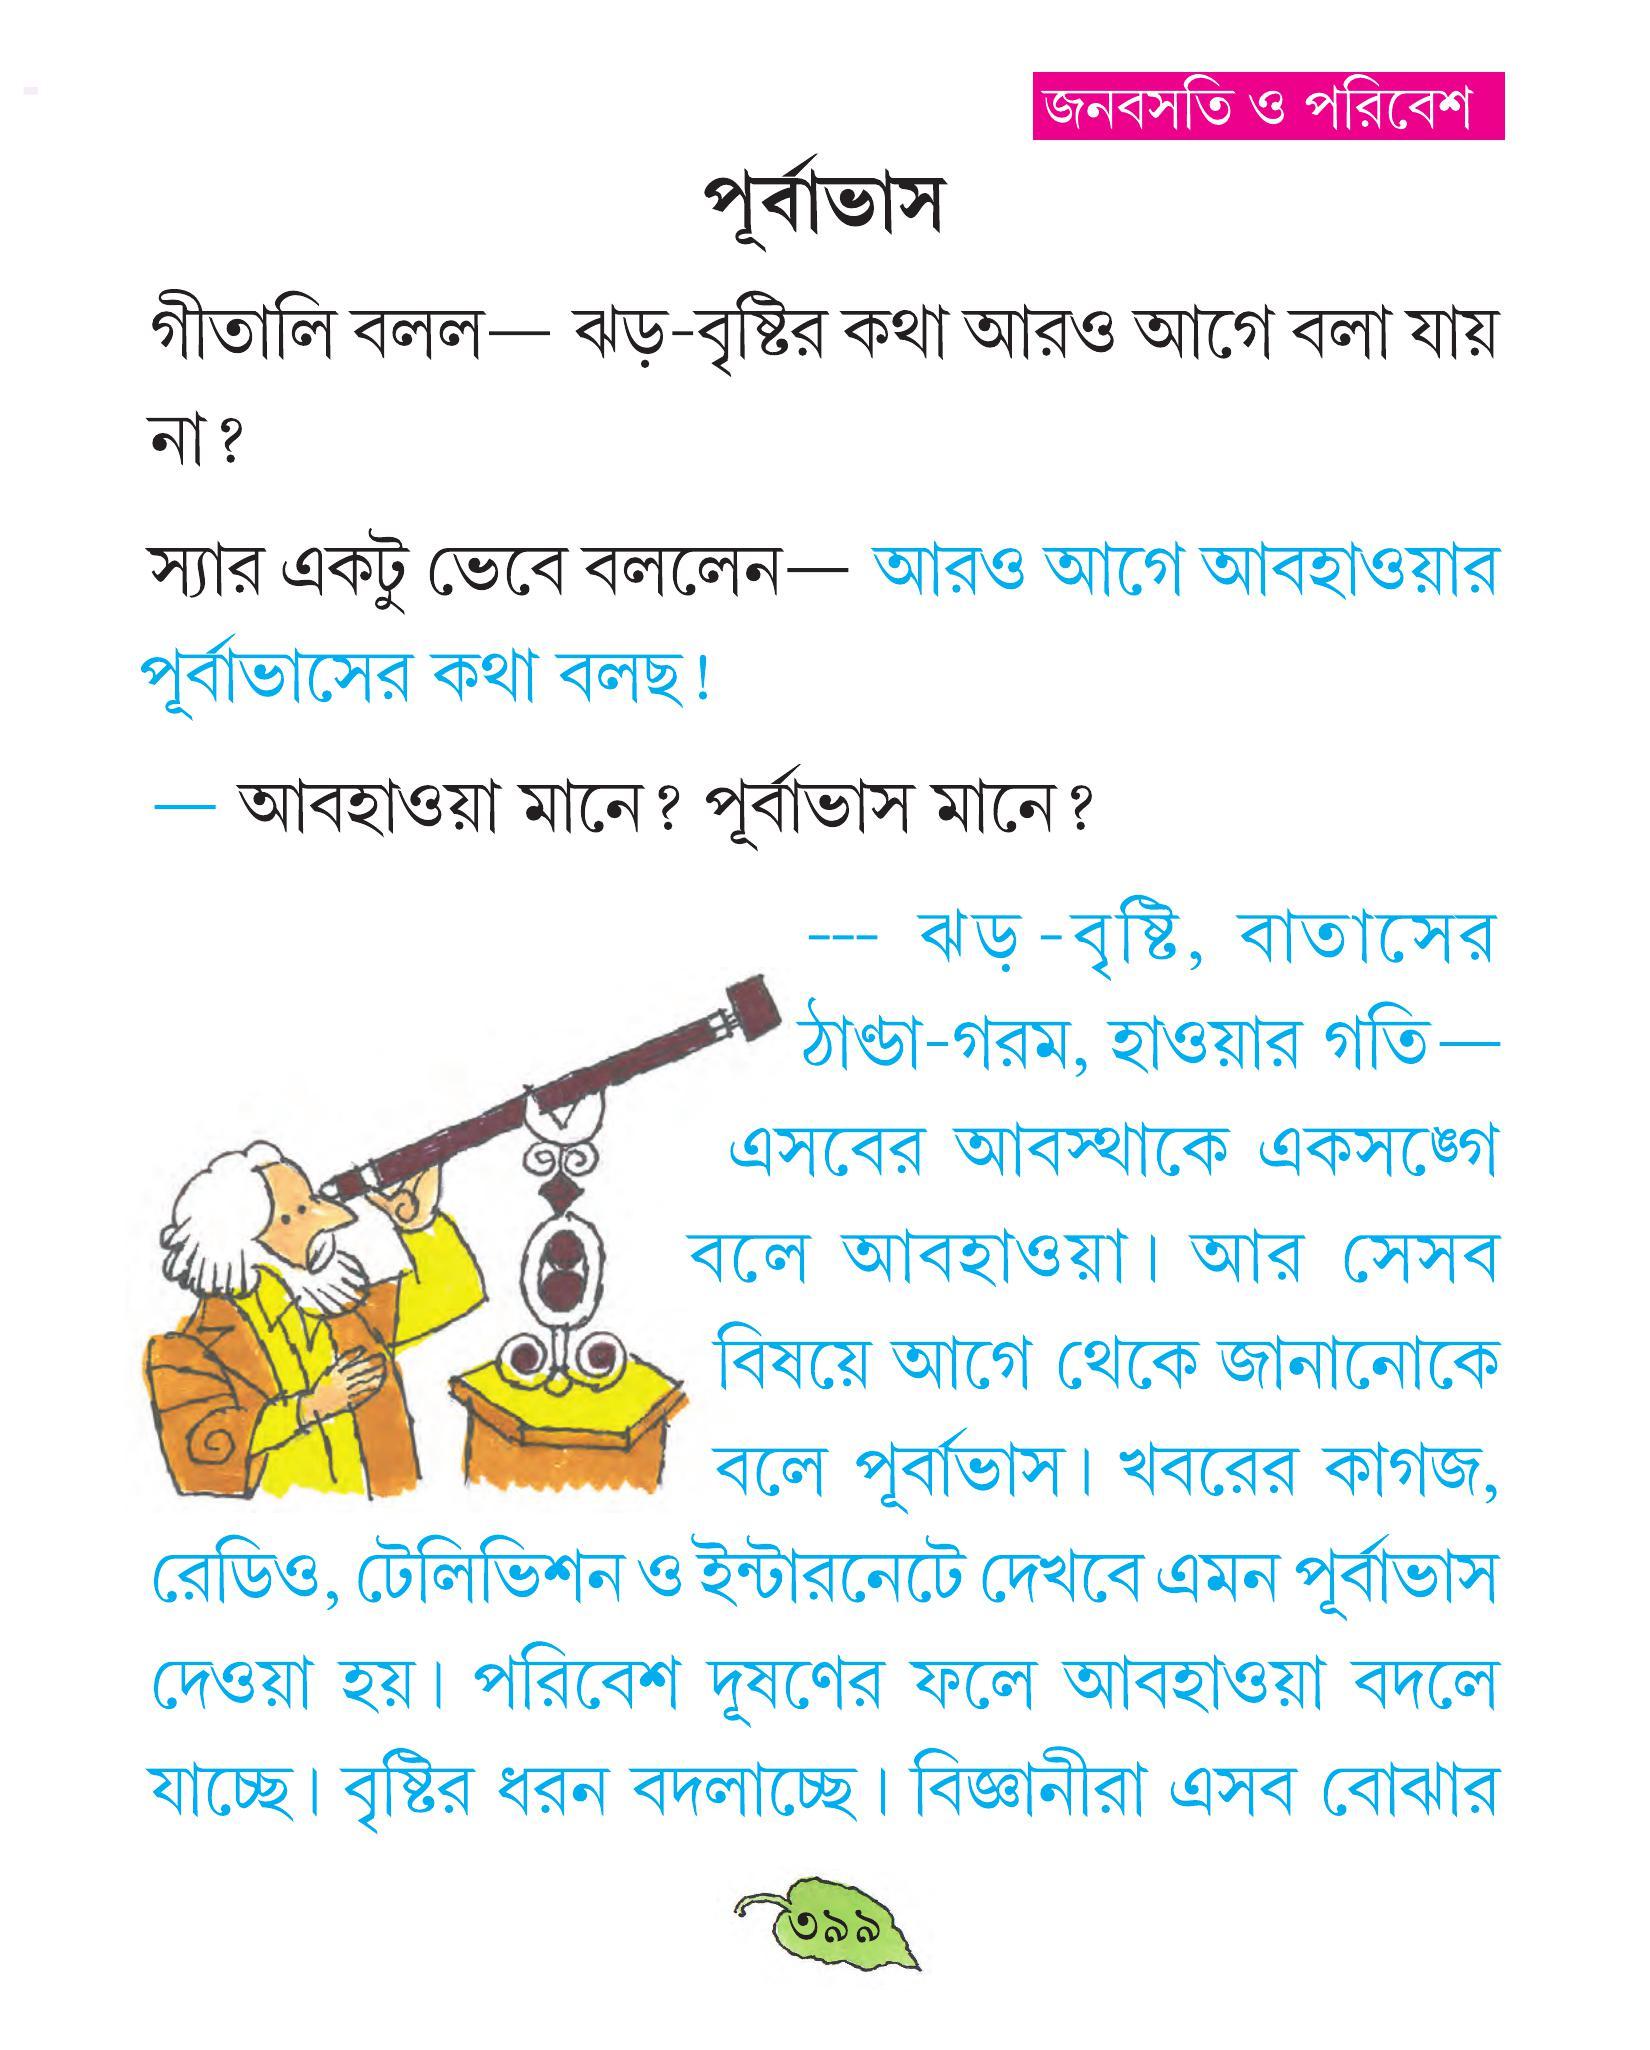 জনবসতি ও পরিবেশ
পূর্বাভাস
গীতালি বলল— ঝড়-বৃষ্টির কথা আরও আগে বলা যায়
না?
স্যার একটু ভেবে বললেন— আরও আগে আবহাওয়ার
পূর্বাভাসের কথা বলছ!
— আবহাওয়া মানে? পূর্বাভাস মানে?
--- ঝড় -বৃষ্টি, বাতাসের
ঠাণ্ডা-গরম, হাওয়ার গতি—
এসবের আবস্থাকে একসঙ্গে
বলে আবহাওয়া। আর সেসব
বিষয়ে আগে থেকে জানানোকে
বলে পূর্বাভাস। খবরের কাগজ,
রেডিও, টেলিভিশন ও ইন্টারনেটে দেখবে এমন পূর্বাভাস
দেওয়া হয়। পরিবেশ দূষণের ফলে আবহাওয়া বদলে
যাচ্ছে। বৃষ্টির ধরন বদলাচ্ছে। বিজ্ঞানীরা এসব বোঝার
৩৯৯